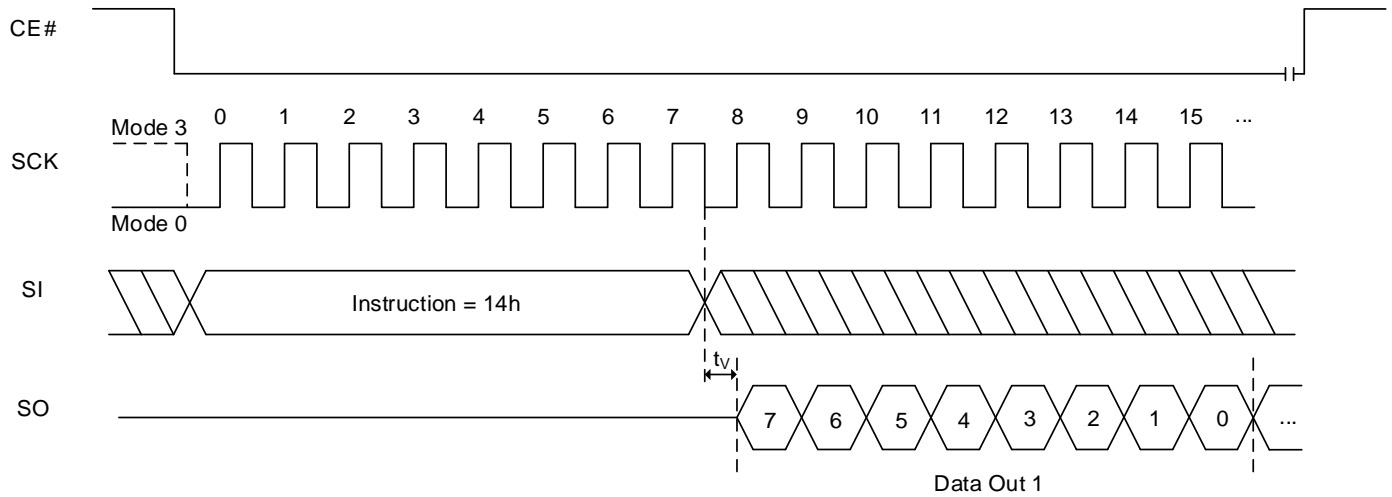 CE#
Mode 3 0 1 2 3 4 5 6 7 8 9 10 11 12 13 14 15 ...
SCK
Mode 0
SI Instruction = 14h
tV
SO 7 6 5 4 3 2 1 0 ...
Data Out 1